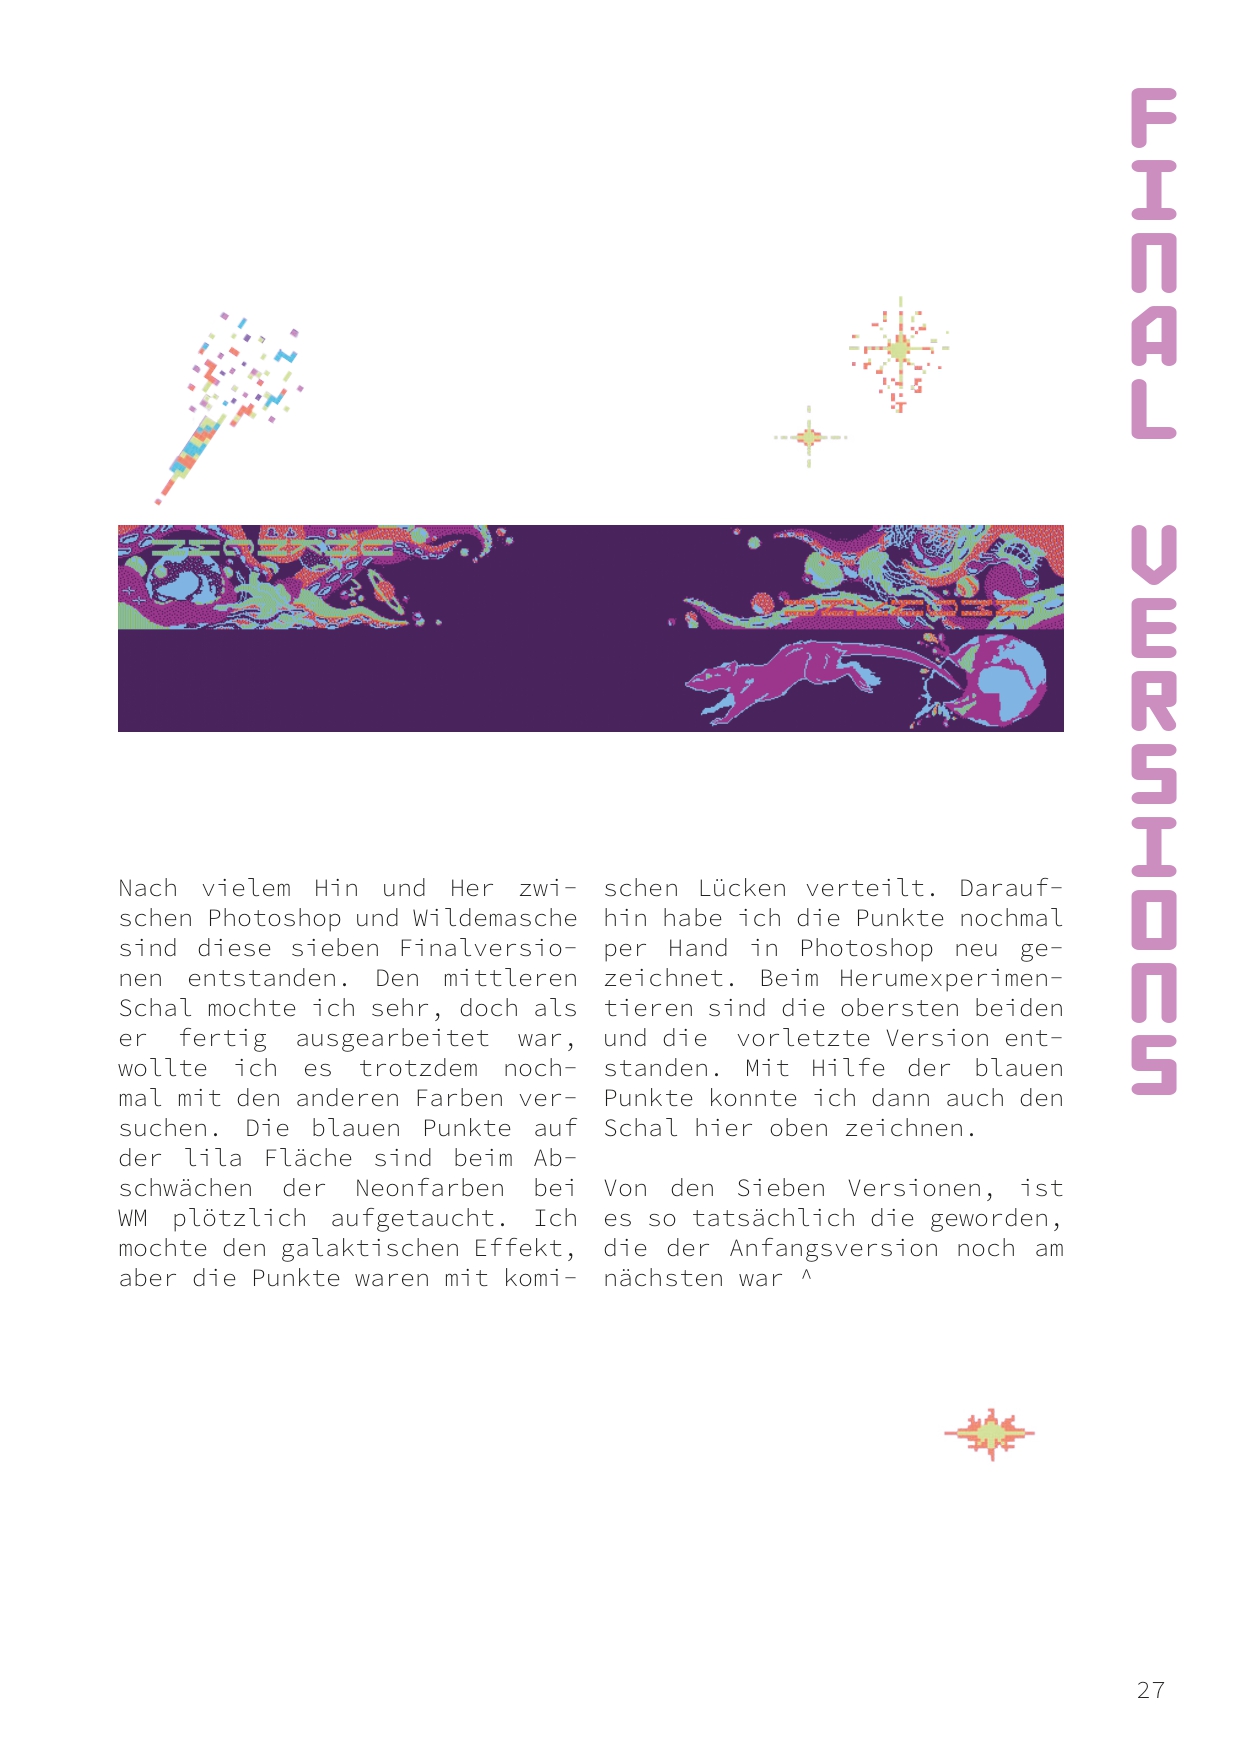 FINAL VERSIONS
Nach vielem Hin und Her zwi-
schen Photoshop und Wildemasche
sind diese sieben Finalversio-
nen entstanden. Den mittleren
Schal mochte ich sehr, doch als
er fertig ausgearbeitet war,
wollte ich es trotzdem noch-
mal mit den anderen Farben ver-
suchen. Die blauen Punkte auf
der lila Fläche sind beim Ab-
schwächen der Neonfarben bei
WM plötzlich aufgetaucht. Ich
mochte den galaktischen Effekt,
aber die Punkte waren mit komi-
schen Lücken verteilt. Darauf-
hin habe ich die Punkte nochmal
per Hand in Photoshop neu ge-
zeichnet. Beim Herumexperimen-
tieren sind die obersten beiden
und die vorletzte Version ent-
standen. Mit Hilfe der blauen
Punkte konnte ich dann auch den
Schal hier oben zeichnen.
Von den Sieben Versionen, ist
es so tatsächlich die geworden,
die der Anfangsversion noch am
nächsten war ^
27